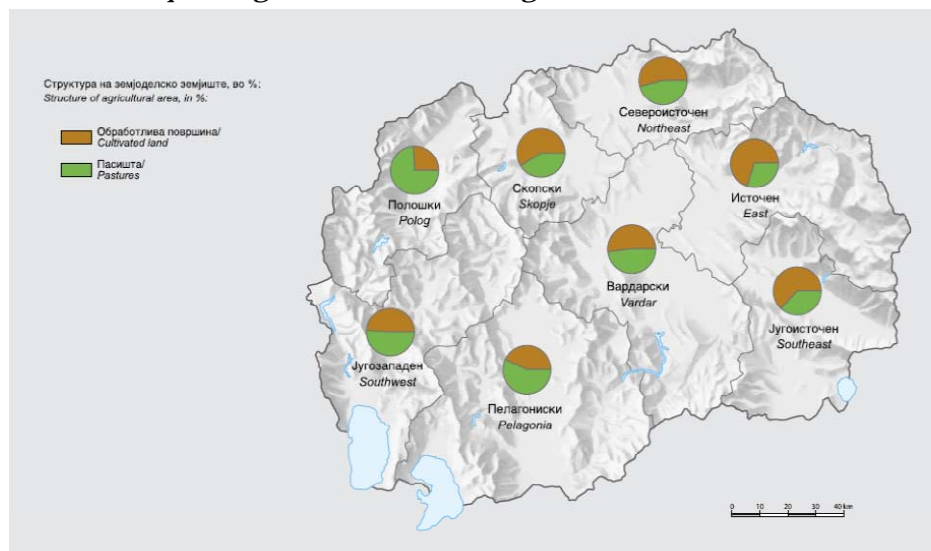 Структура на земјоделско земјиште, во %:
Structure of agricultural area, in %:
Обработлива површина/
Cultivated land
Пасишта/
Pastures
Североисточен
Northeast
Скопски
Skopje
Полошки
Polog
Источен
East
Вардарски
Vardar
Југоисточен
Southeast
Југозападен
Southwest
Пелагониски
Pelagonia
0 10 20 30 40 km